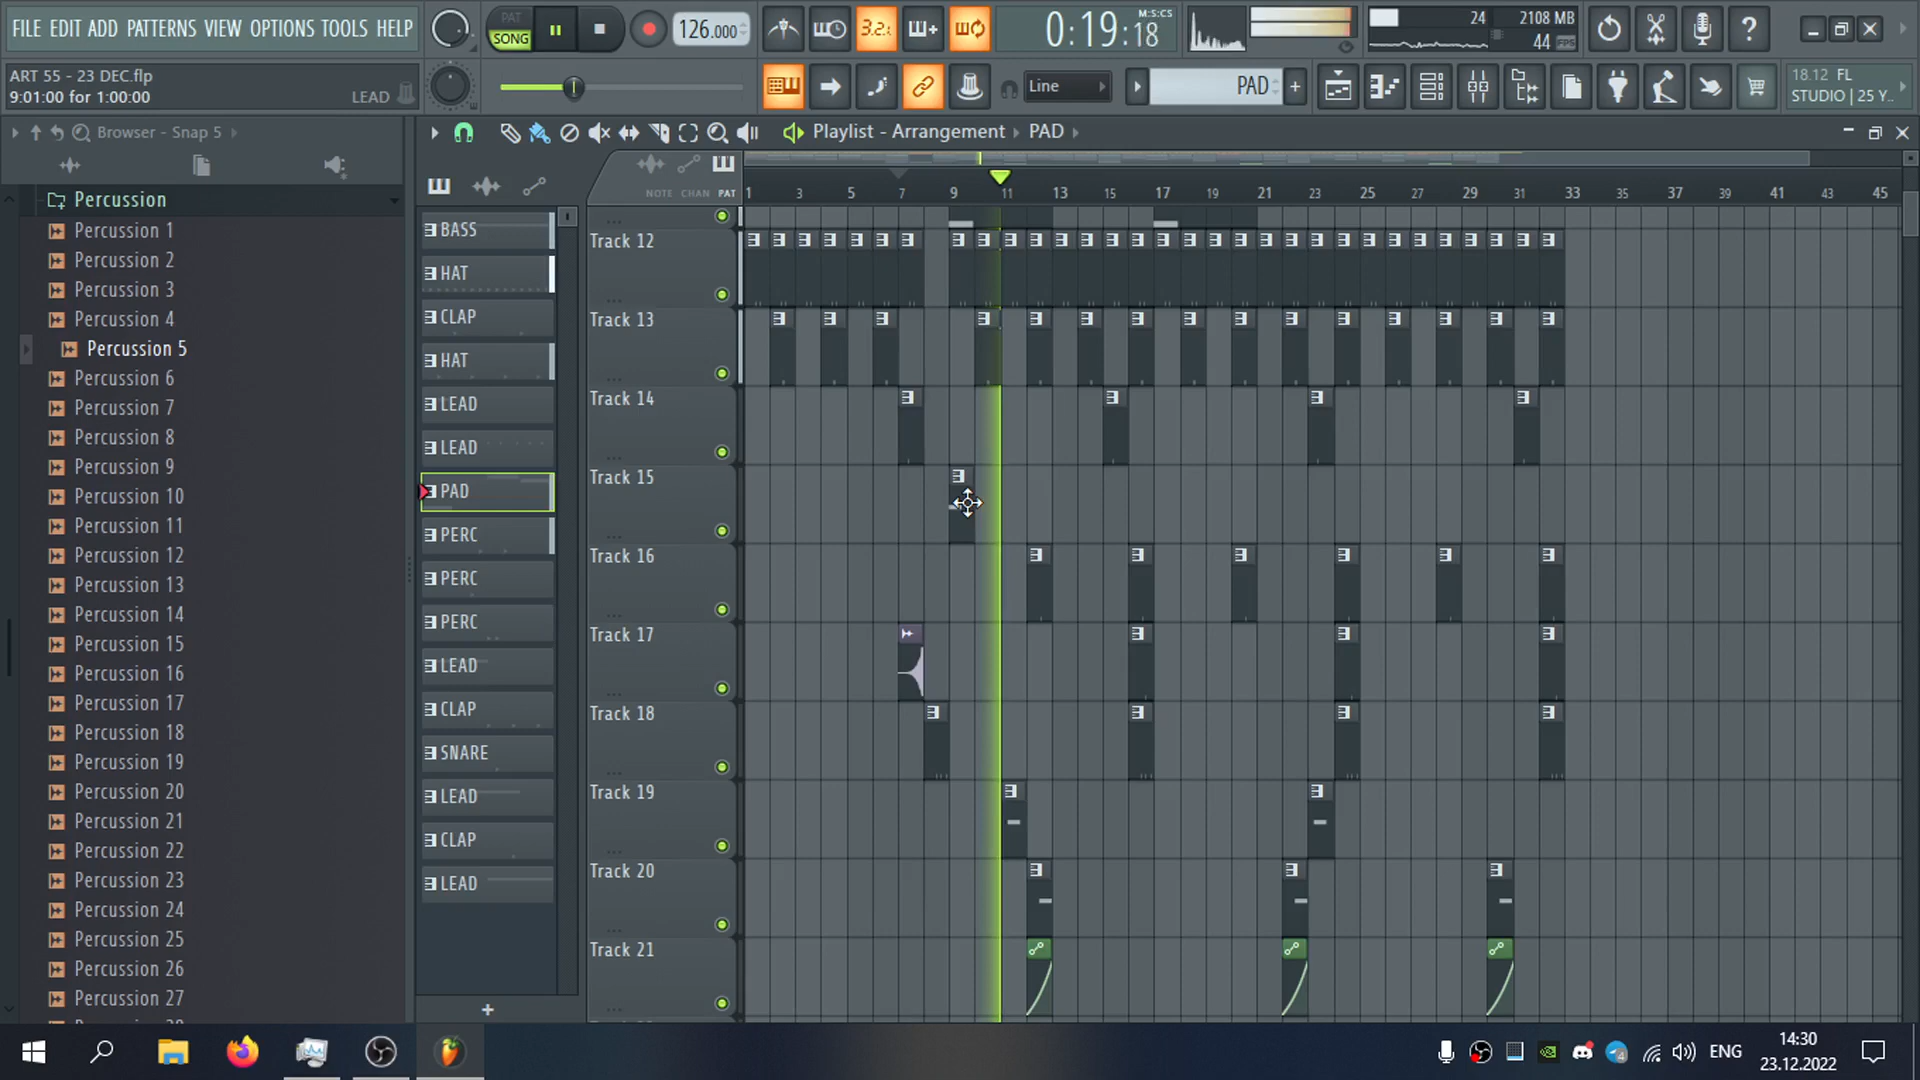 FILE EDIT ADD PATTERNS VIEW OPTIONS TOOLS HELP
PAT
SONG
126.000
3.2.
0:19:18
M:S:CS
24
2108 MB
44
ART 55 - 23 DEC.flp
9:01:00 for 1:00:00
LEAD
Line
PAD
18.12 FL
STUDIO | 25 Y..
Browser - Snap 5
Playlist - Arrangement
PAD
NOTE CHAN PAT
1 3 5 7 9 11 13 15 17 19 21 23 25 27 29 31 33 35 37 39 41 43 45
Percussion
Percussion 1
Percussion 2
Percussion 3
Percussion 4
Percussion 5
Percussion 6
Percussion 7
Percussion 8
Percussion 9
Percussion 10
Percussion 11
Percussion 12
Percussion 13
Percussion 14
Percussion 15
Percussion 16
Percussion 17
Percussion 18
Percussion 19
Percussion 20
Percussion 21
Percussion 22
Percussion 23
Percussion 24
Percussion 25
Percussion 26
Percussion 27
BASS
HAT
CLAP
HAT
LEAD
LEAD
PAD
PERC
PERC
PERC
LEAD
CLAP
SNARE
LEAD
CLAP
LEAD
Track 12
Track 13
Track 14
Track 15
Track 16
Track 17
Track 18
Track 19
Track 20
Track 21
ENG
14:30
23.12.2022